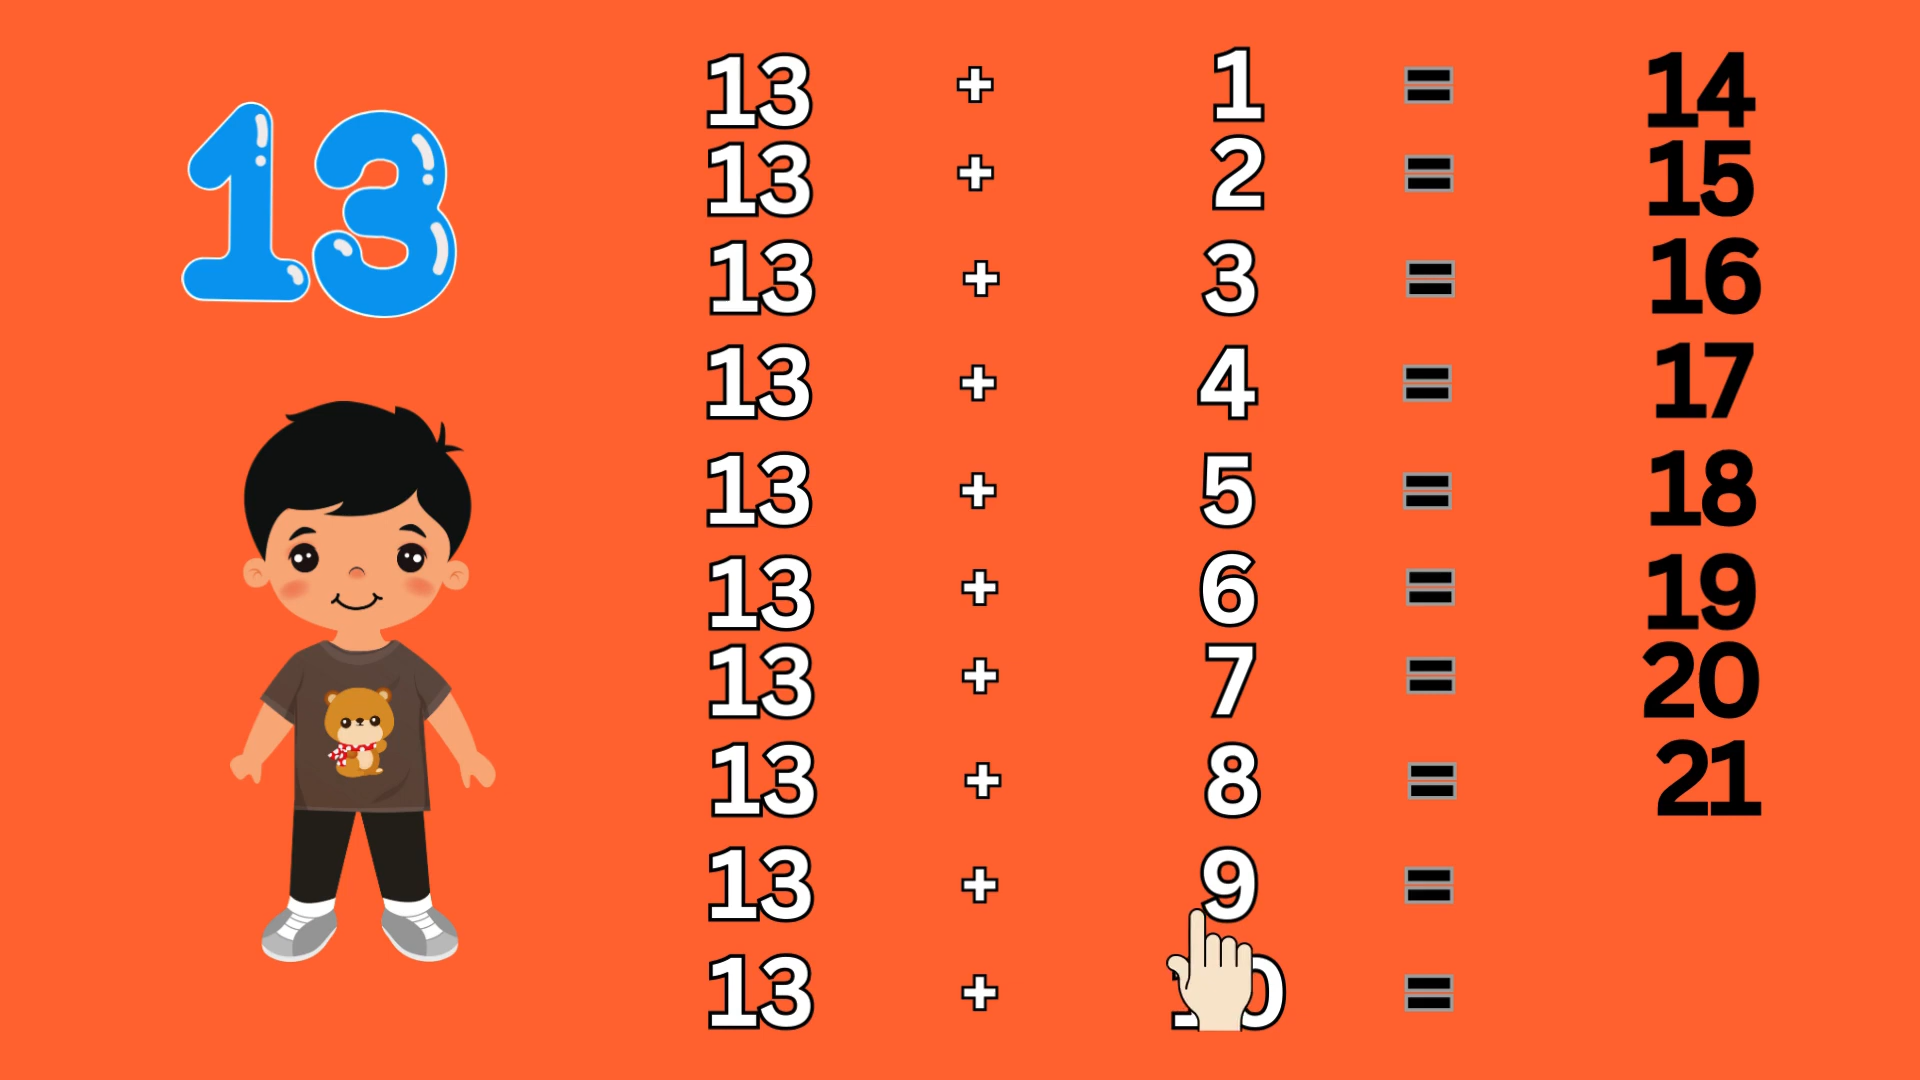 13
13 + 1 = 14
13 + 2 = 15
13 + 3 = 16
13 + 4 = 17
13 + 5 = 18
13 + 6 = 19
13 + 7 = 20
13 + 8 = 21
13 + 9 =
13 + 10 =